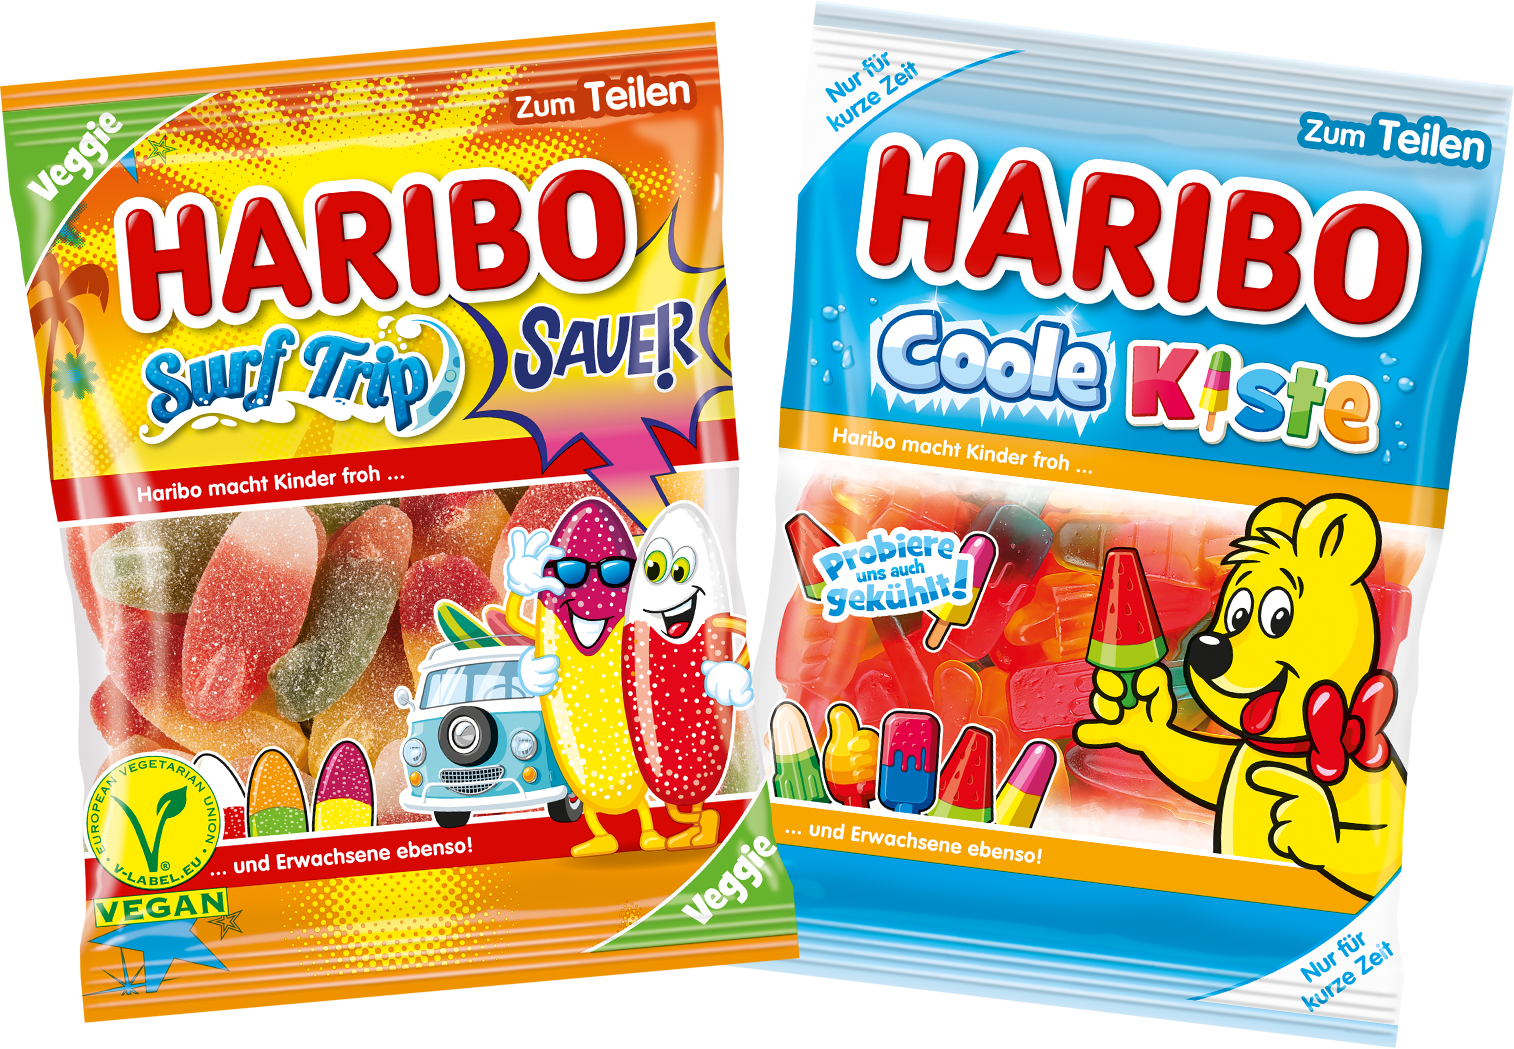 Veggie
Zum Teilen
HARIBO
Surf Trip
SAUER!
Haribo macht Kinder froh ...
EUROPEAN VEGETARIAN UNION
V-LABEL.EU
®
VEGAN
... und Erwachsene ebenso!
Veggie
Nur für
kurze Zeit
Zum Teilen
HARIBO
Coole Kiste
Haribo macht Kinder froh ...
Probiere
uns auch
gekühlt!
... und Erwachsene ebenso!
Nur für
kurze Zeit